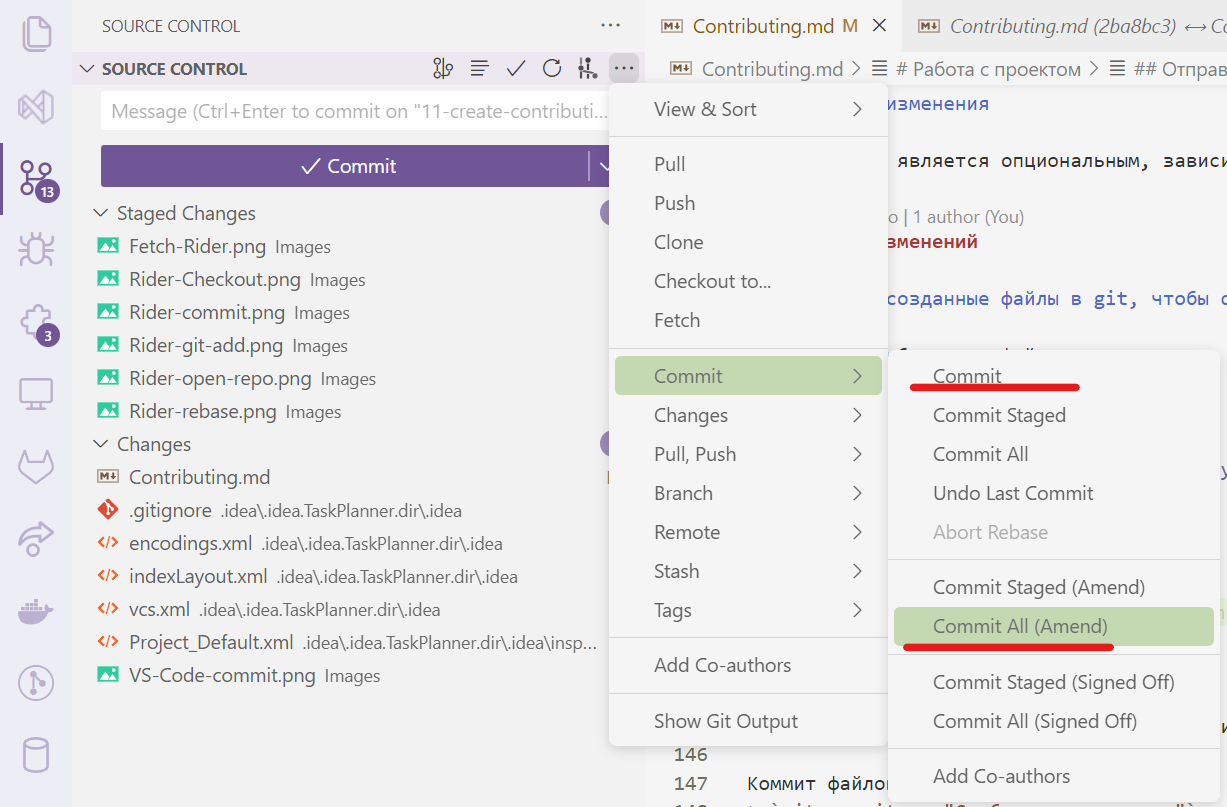 SOURCE CONTROL
SOURCE CONTROL
Message (Ctrl+Enter to commit on "11-create-contributi...
Commit
Staged Changes
Fetch-Rider.png Images
Rider-Checkout.png Images
Rider-commit.png Images
Rider-git-add.png Images
Rider-open-repo.png Images
Rider-rebase.png Images
Changes
Contributing.md
.gitignore .idea\.idea.TaskPlanner.dir\.idea
encodings.xml .idea\.idea.TaskPlanner.dir\.idea
indexLayout.xml .idea\.idea.TaskPlanner.dir\.idea
vcs.xml .idea\.idea.TaskPlanner.dir\.idea
Project_Default.xml .idea\.idea.TaskPlanner.dir\.idea\insp...
VS-Code-commit.png Images
13
3
View & Sort
Pull
Push
Clone
Checkout to...
Fetch
Commit
Changes
Pull, Push
Branch
Remote
Stash
Tags
Add Co-authors
Show Git Output
Commit
Commit Staged
Commit All
Undo Last Commit
Abort Rebase
Commit Staged (Amend)
Commit All (Amend)
Commit Staged (Signed Off)
Commit All (Signed Off)
Add Co-authors
Contributing.md M
Contributing.md (2ba8bc3) ↔ Co
Contributing.md > # Работа с проектом > ## Отправ
изменения
является опциональным, зависи
| 1 author (You)
созданные файлы в git, чтобы
146
147 Коммит файло